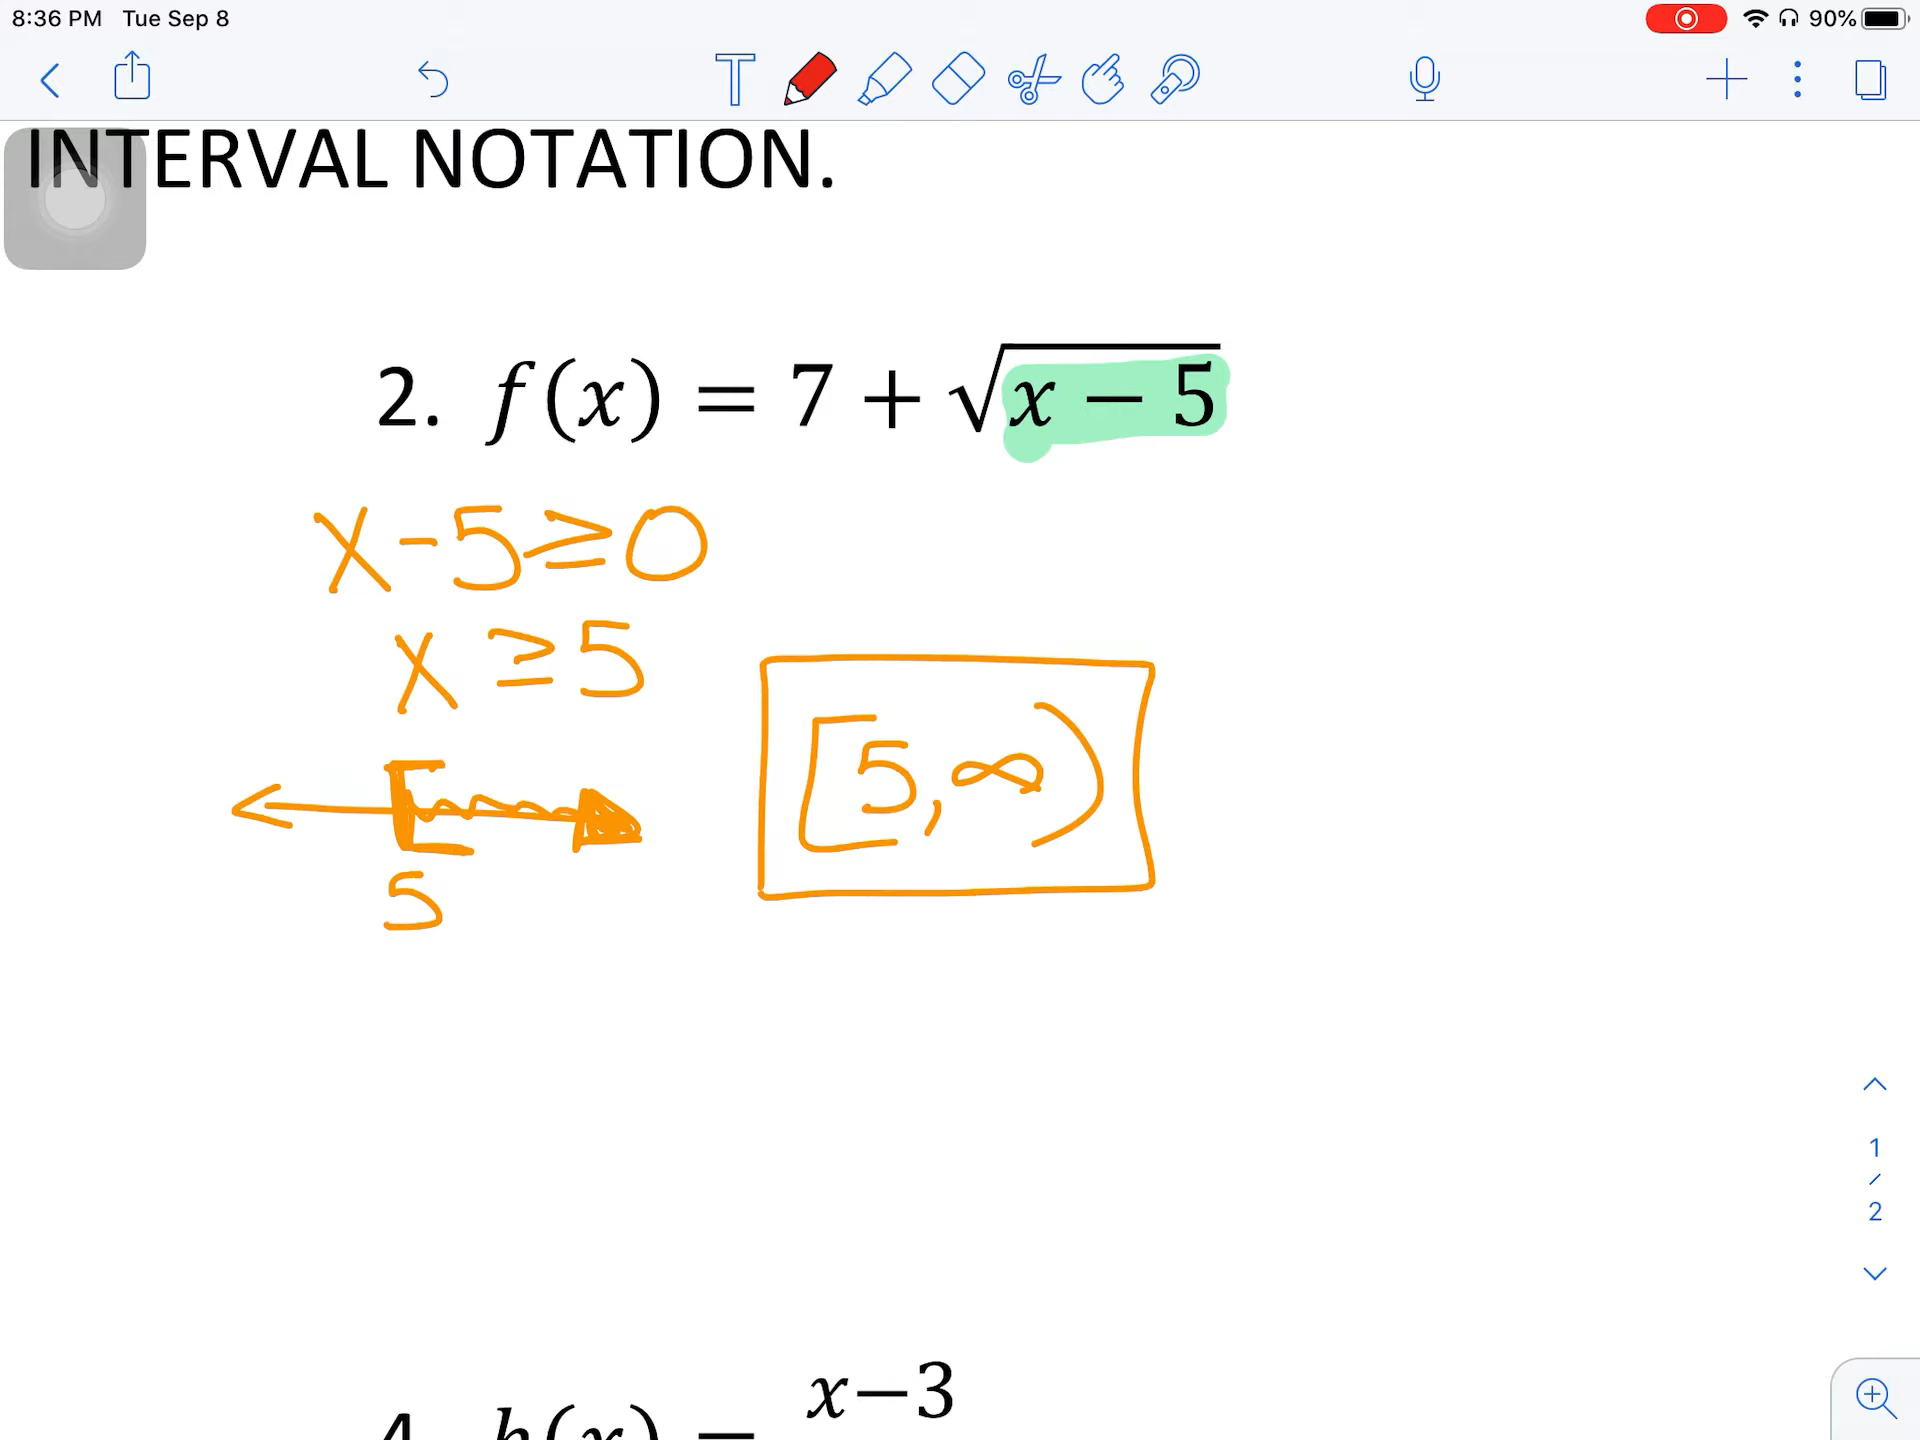 8:36 PM Tue Sep 8 90%
T
INTERVAL NOTATION.
2. f(x) = 7 + √x − 5
x - 5 ≥ 0
x ≥ 5
[5, ∞)
5
1
/
2
x−3
4. h(x) =